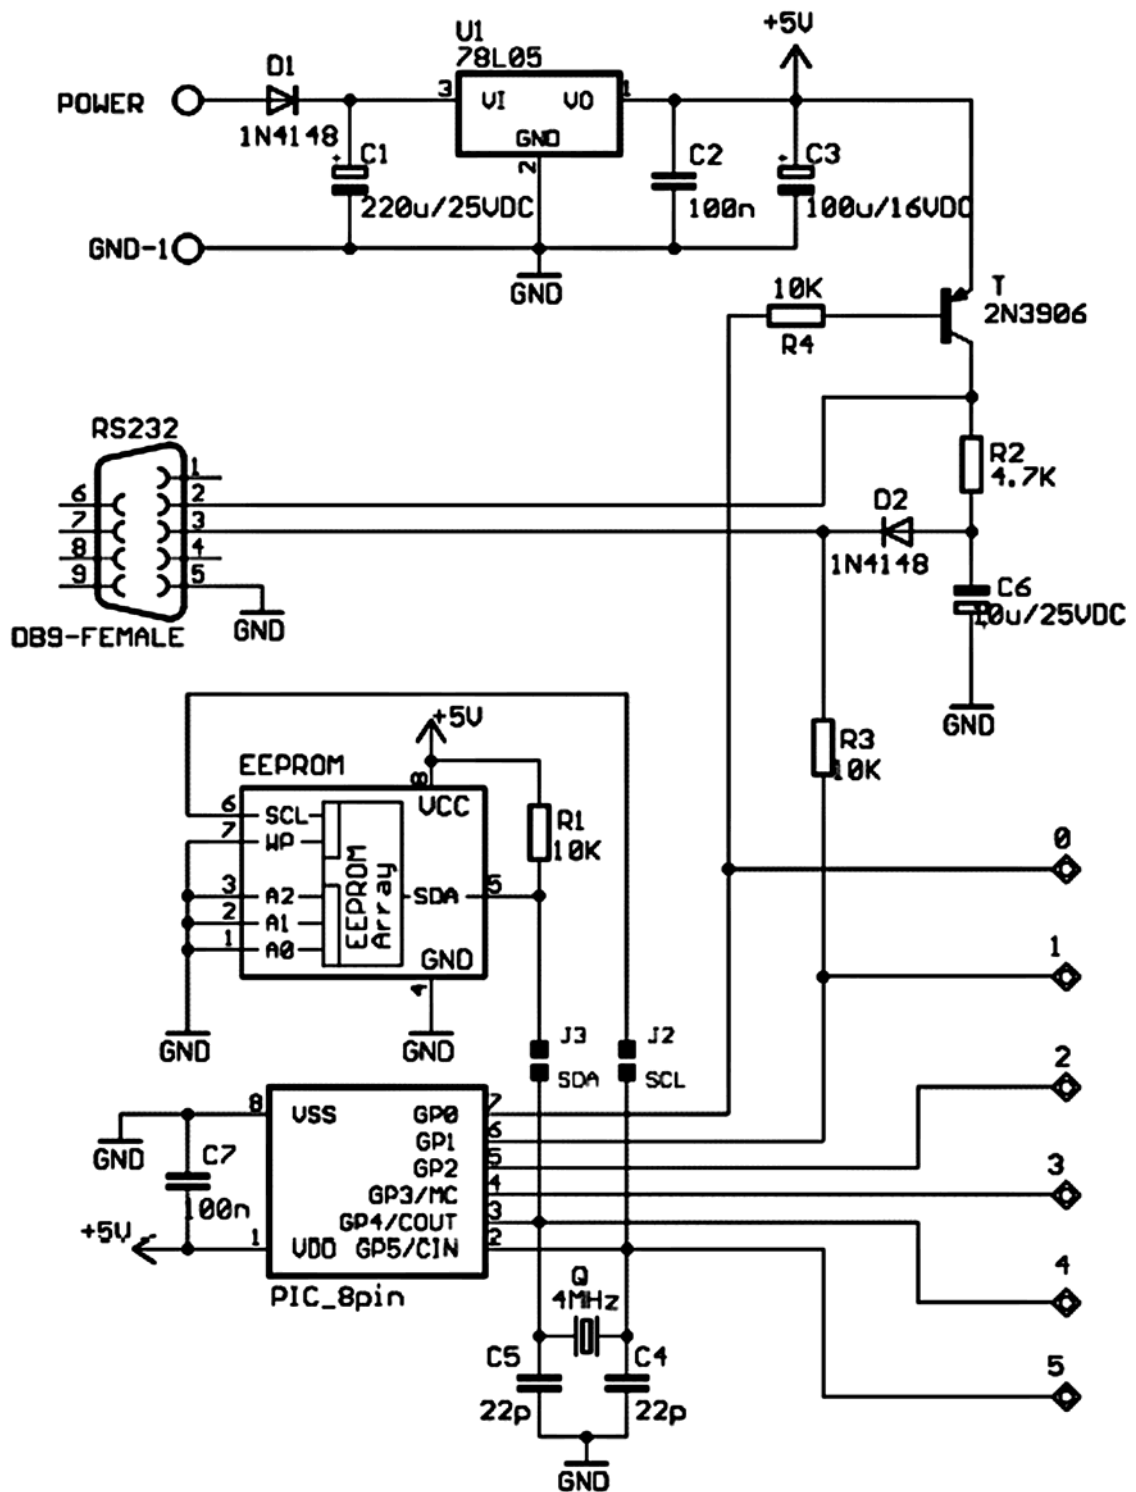 +5V
U1
78L05
D1
POWER
3
VI
VO
1
1N4148
GND
+
C1
2
C2
+
C3
220u/25VDC
100n
100u/16VDC
GND-1
GND
10K
T
2N3906
R4
RS232
1
R2
4.7K
6
2
D2
7
3
8
4
1N4148
9
5
C6
10u/25VDC
GND
DB9-FEMALE
+5V
GND
EEPROM
8
VCC
R3
10K
6
SCL
R1
10K
7
WP
0
EEPROM
Array
3
A2
SDA
5
2
A1
1
A0
GND
1
4
J3
J2
GND
GND
2
SDA
SCL
8
VSS
GP0
7
GP1
6
GND
C7
GP2
5
3
GP3/MC
4
100n
GP4/COUT
3
+5V
1
VDD
GP5/CIN
2
4
PIC_8pin
Q
4MHz
C5
C4
5
22p
22p
GND